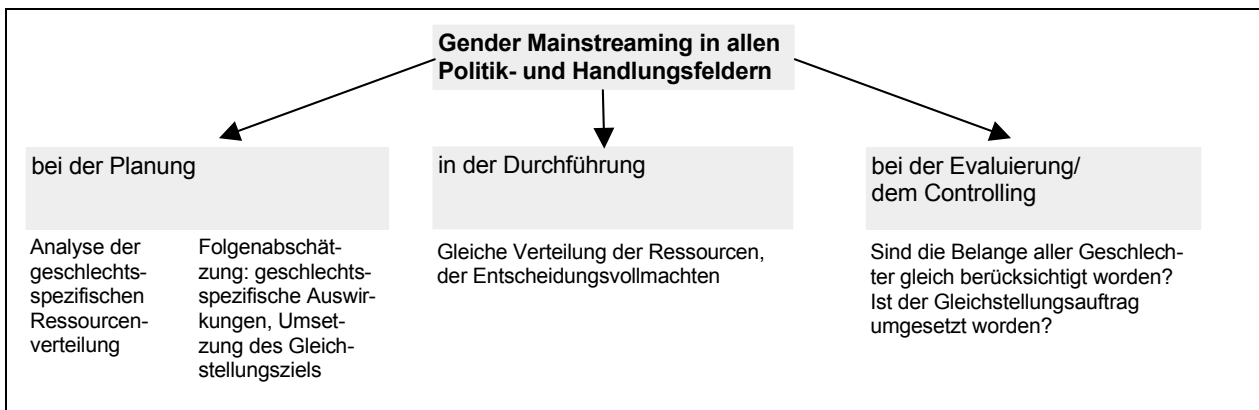 Gender Mainstreaming in allen
Politik- und Handlungsfeldern
bei der Planung
Analyse der
geschlechts-
spezifischen
Ressourcen-
verteilung
Folgenabschät-
zung: geschlechts-
spezifische Auswir-
kungen, Umset-
zung des Gleich-
stellungsziels
in der Durchführung
Gleiche Verteilung der Ressourcen,
der Entscheidungsvollmachten
bei der Evaluierung/
dem Controlling
Sind die Belange aller Geschlech-
ter gleich berücksichtigt worden?
Ist der Gleichstellungsauftrag
umgesetzt worden?